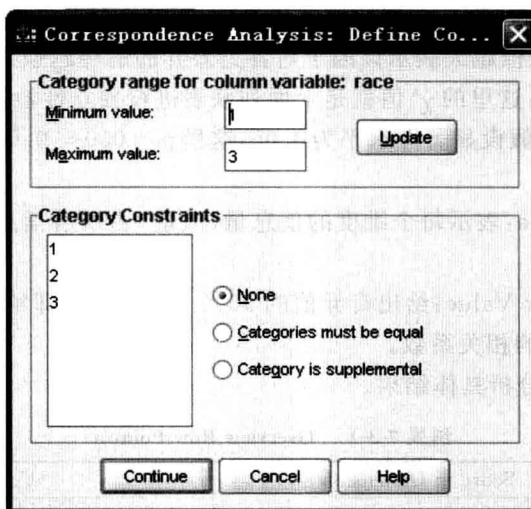 Correspondence Analysis: Define Co...
Category range for column variable: race
Minimum value: 1
Update
Maximum value: 3
Category Constraints
1
2
3
None
Categories must be equal
Category is supplemental
Continue
Cancel
Help